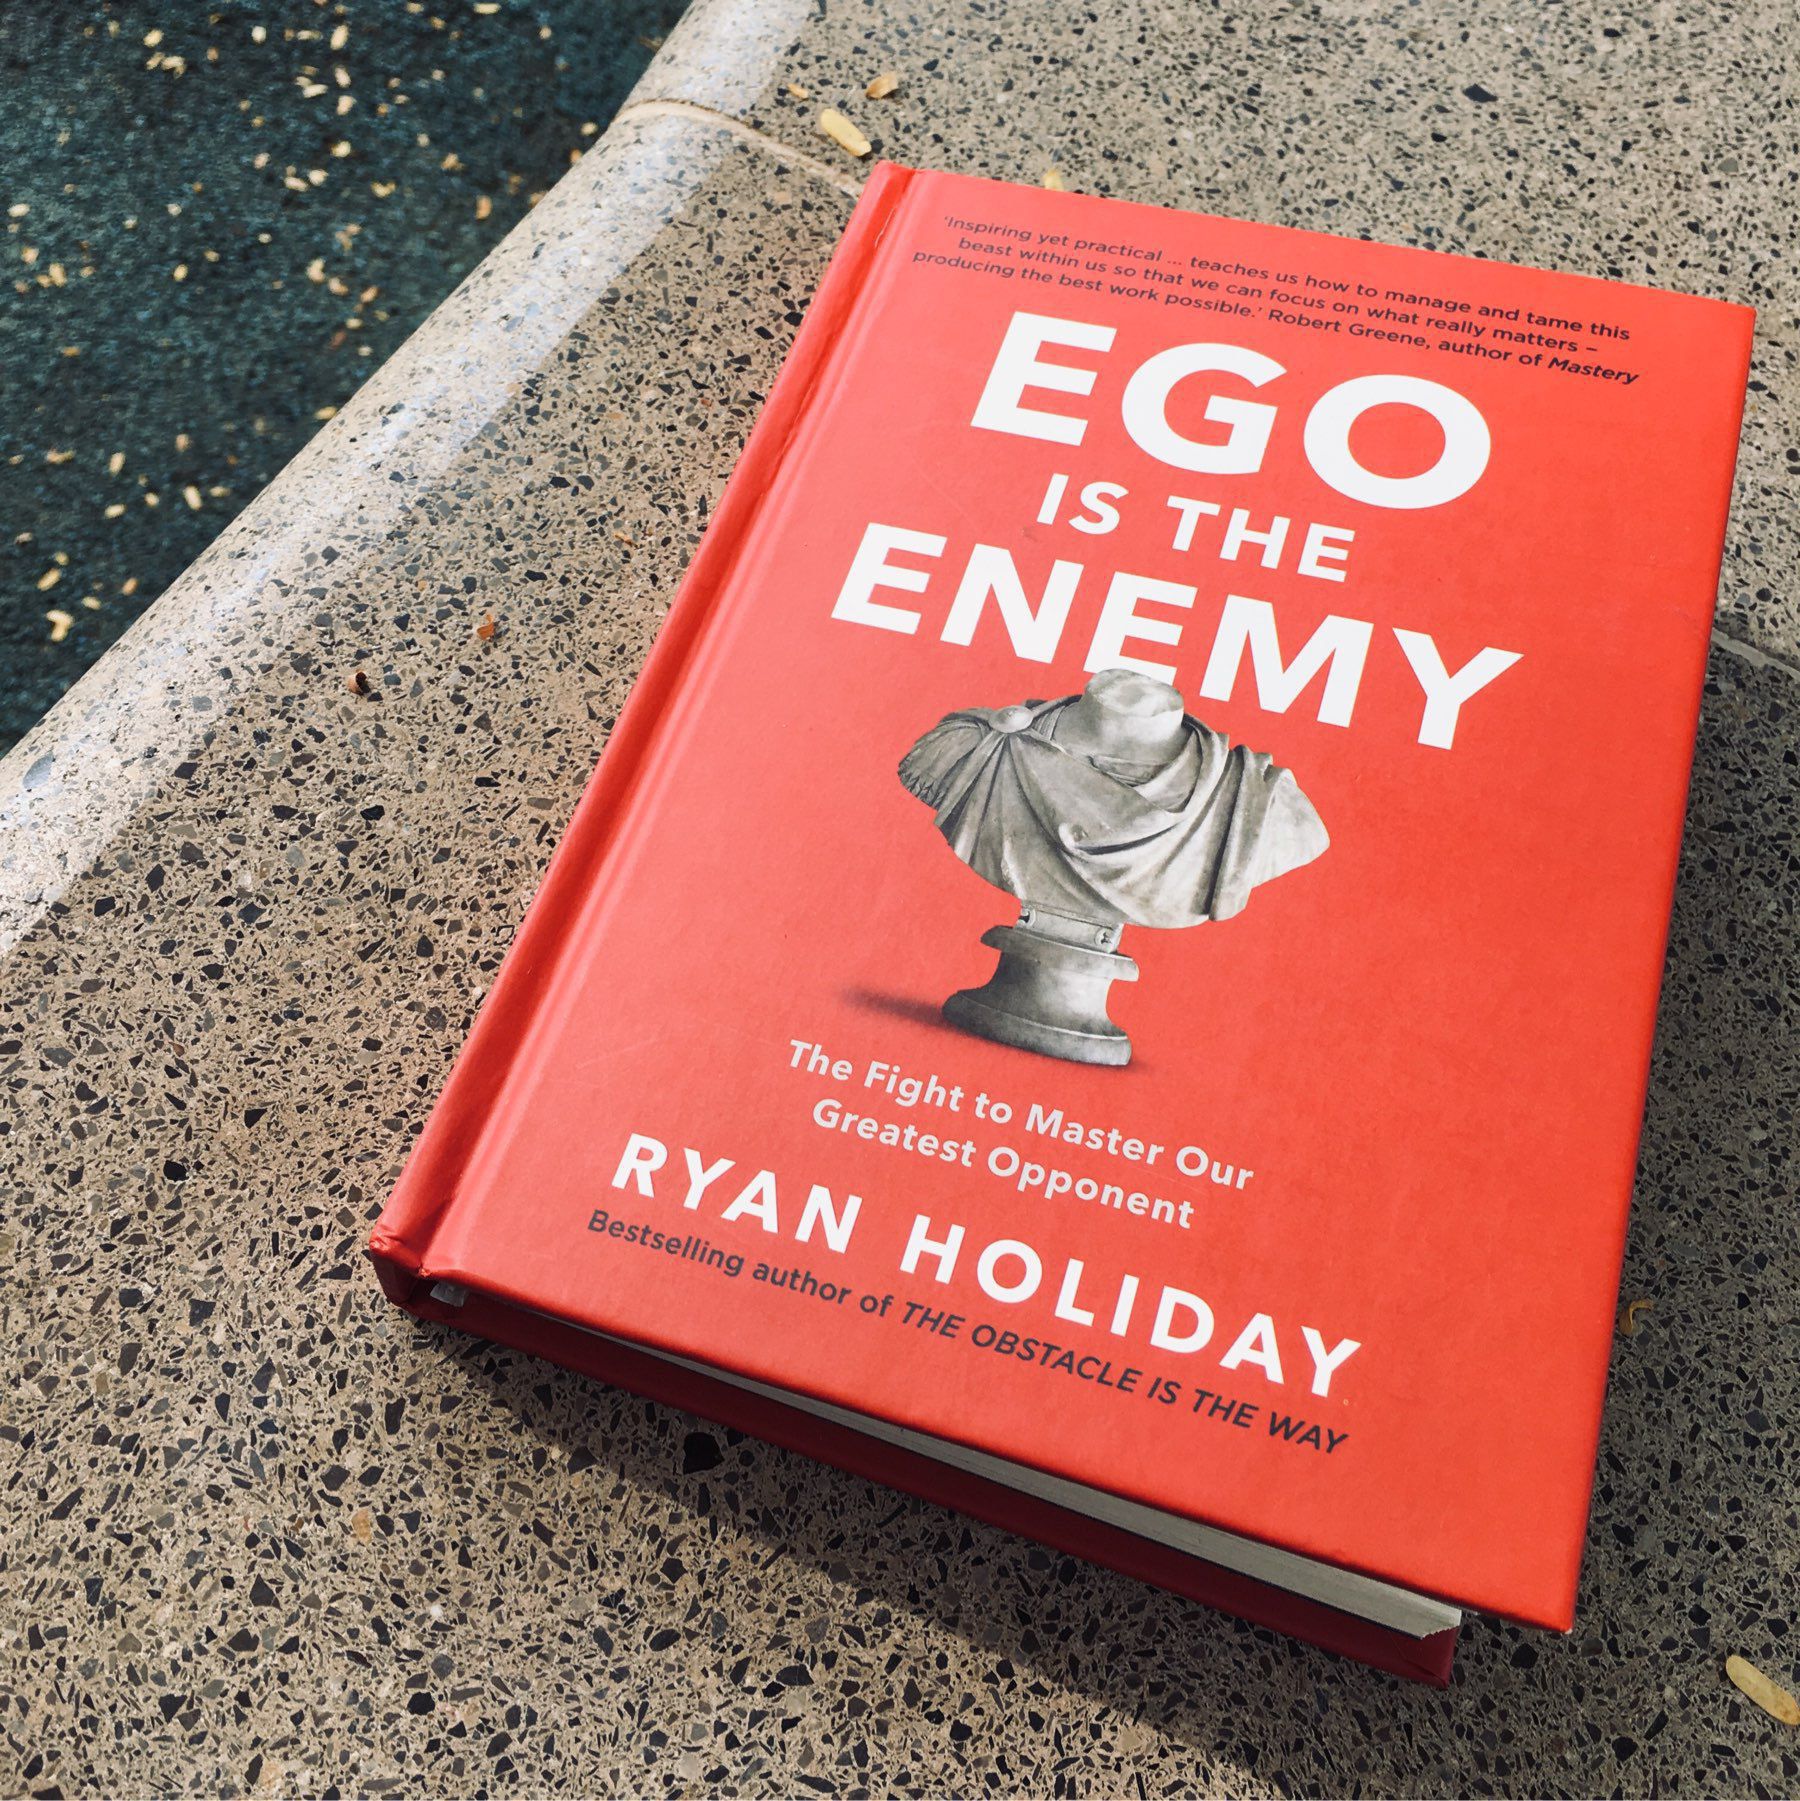 ‘Inspiring yet practical ... teaches us how to manage and tame this
beast within us so that we can focus on what really matters –
producing the best work possible.’ Robert Greene, author of Mastery
EGO
IS THE
ENEMY
The Fight to Master Our
Greatest Opponent
RYAN HOLIDAY
Bestselling author of THE OBSTACLE IS THE WAY